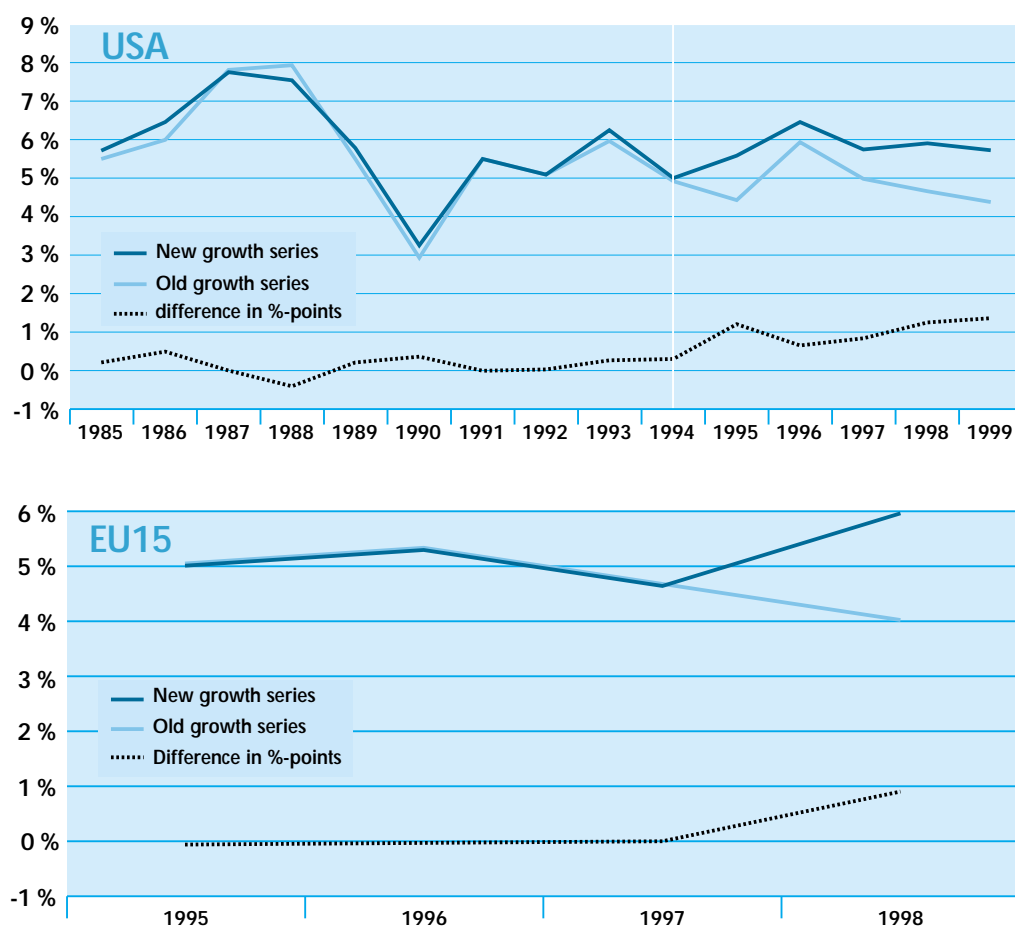 9 %
USA
8 %
7 %
6 %
5 %
4 %
3 %
2 %
1 %
0 %
-1 %
New growth series
Old growth series
difference in %-points
1985 1986 1987 1988 1989 1990 1991 1992 1993 1994 1995 1996 1997 1998 1999
6 %
EU15
5 %
4 %
3 %
2 %
1 %
0 %
-1 %
New growth series
Old growth series
Difference in %-points
1995 1996 1997 1998